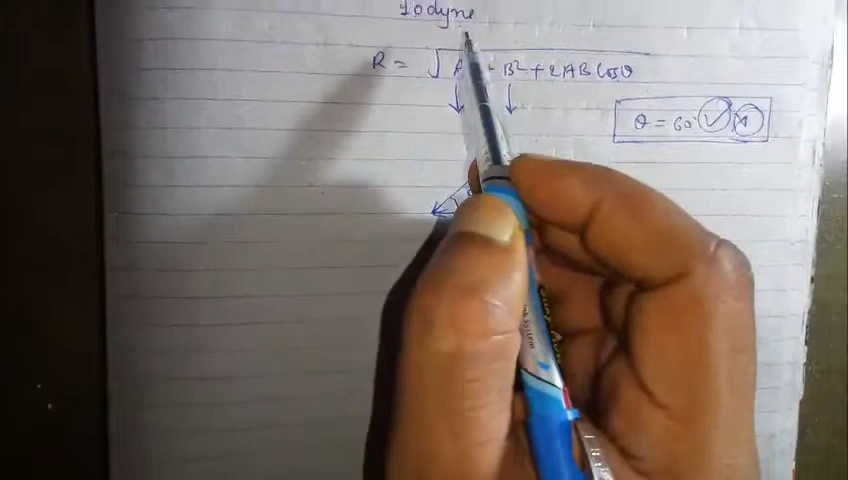 10 dyne
R = √A² + B² + 2AB Cosθ
θ = 60°